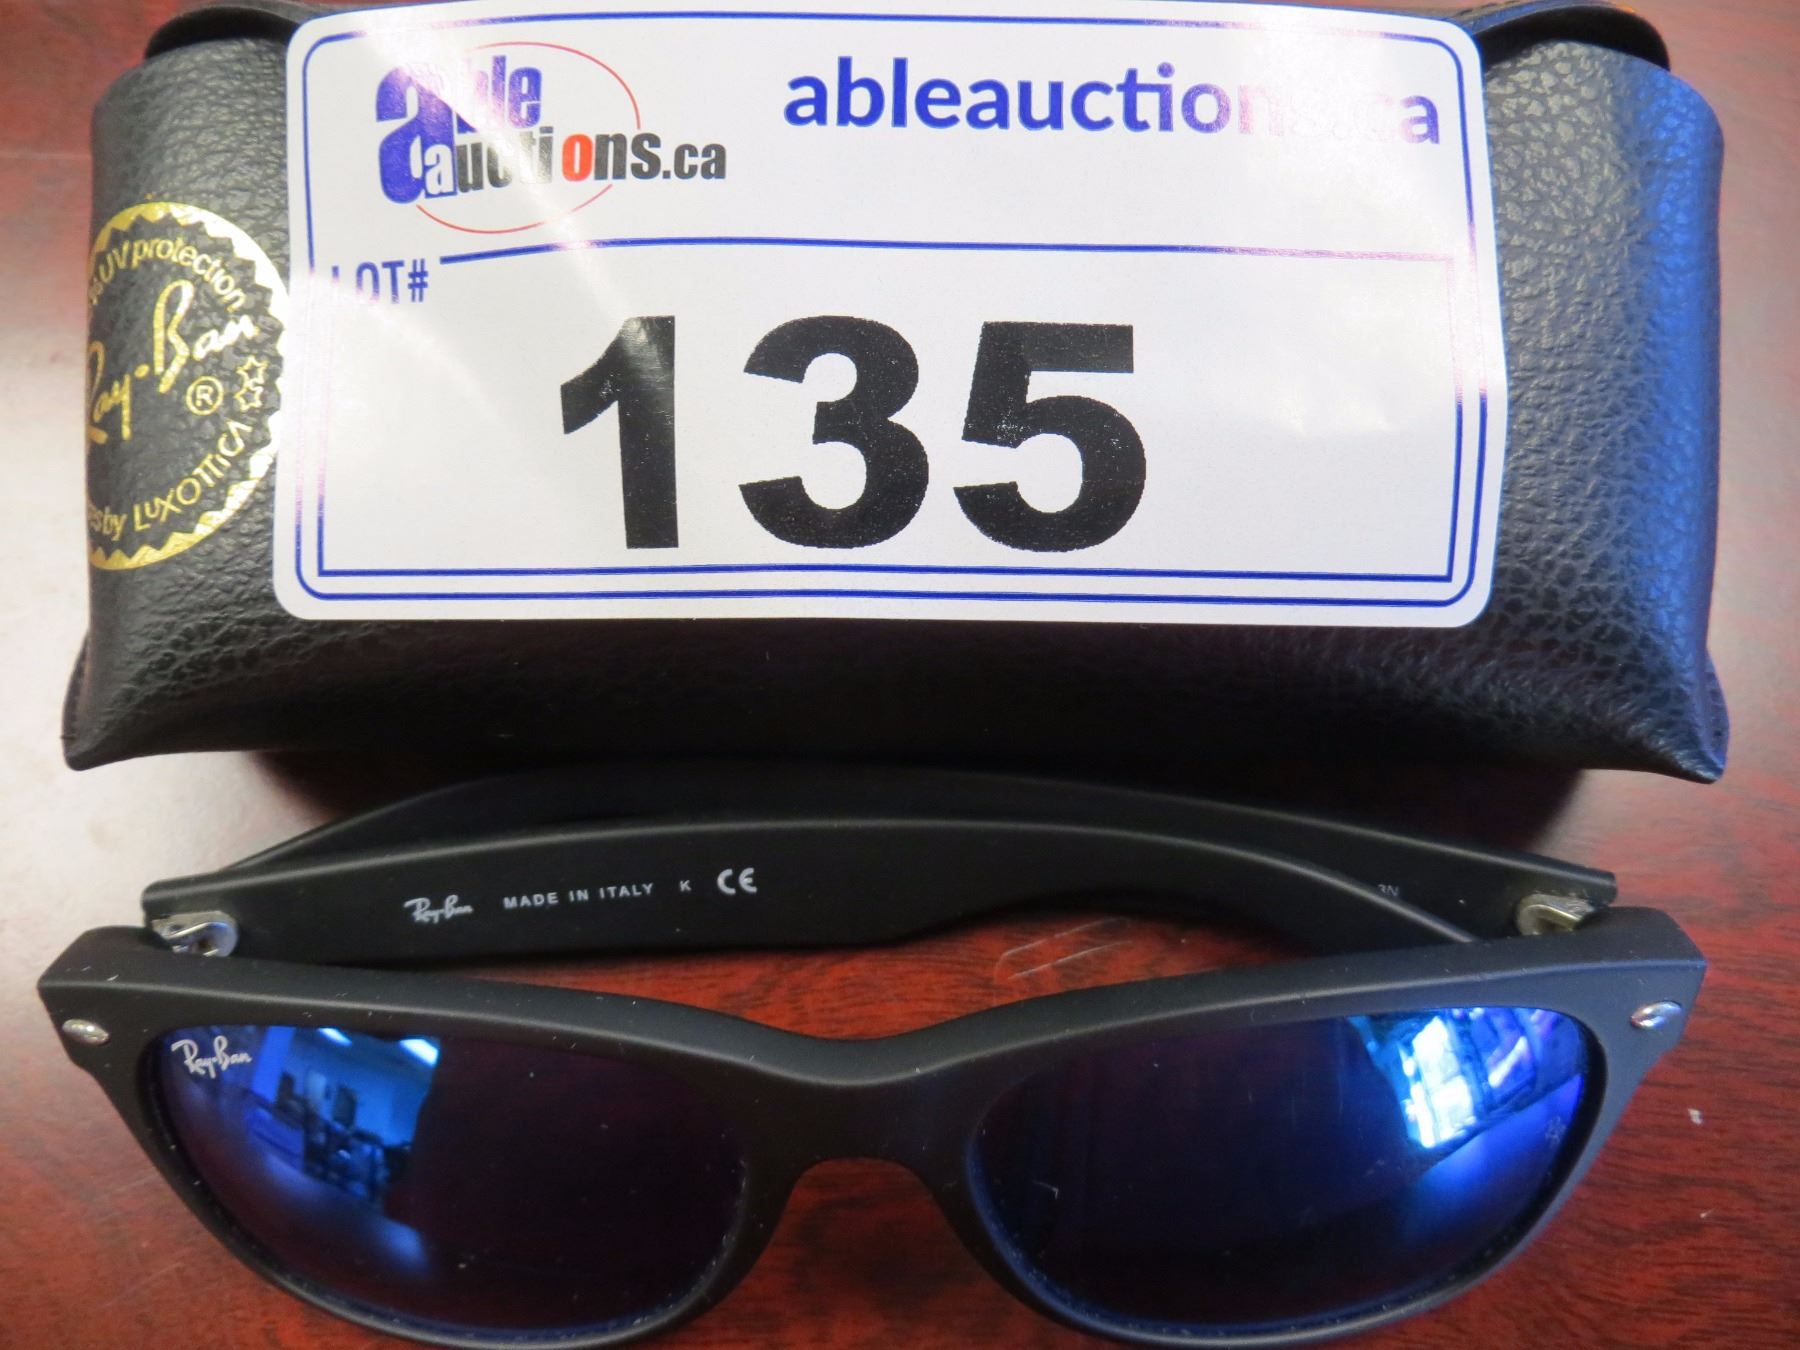 able
auctions.ca
ableauctions.ca
LOT#
135
UV protection
Ray-Ban
®
by LUXOTTICA
Ray-Ban MADE IN ITALY K CE
3N
Ray-Ban